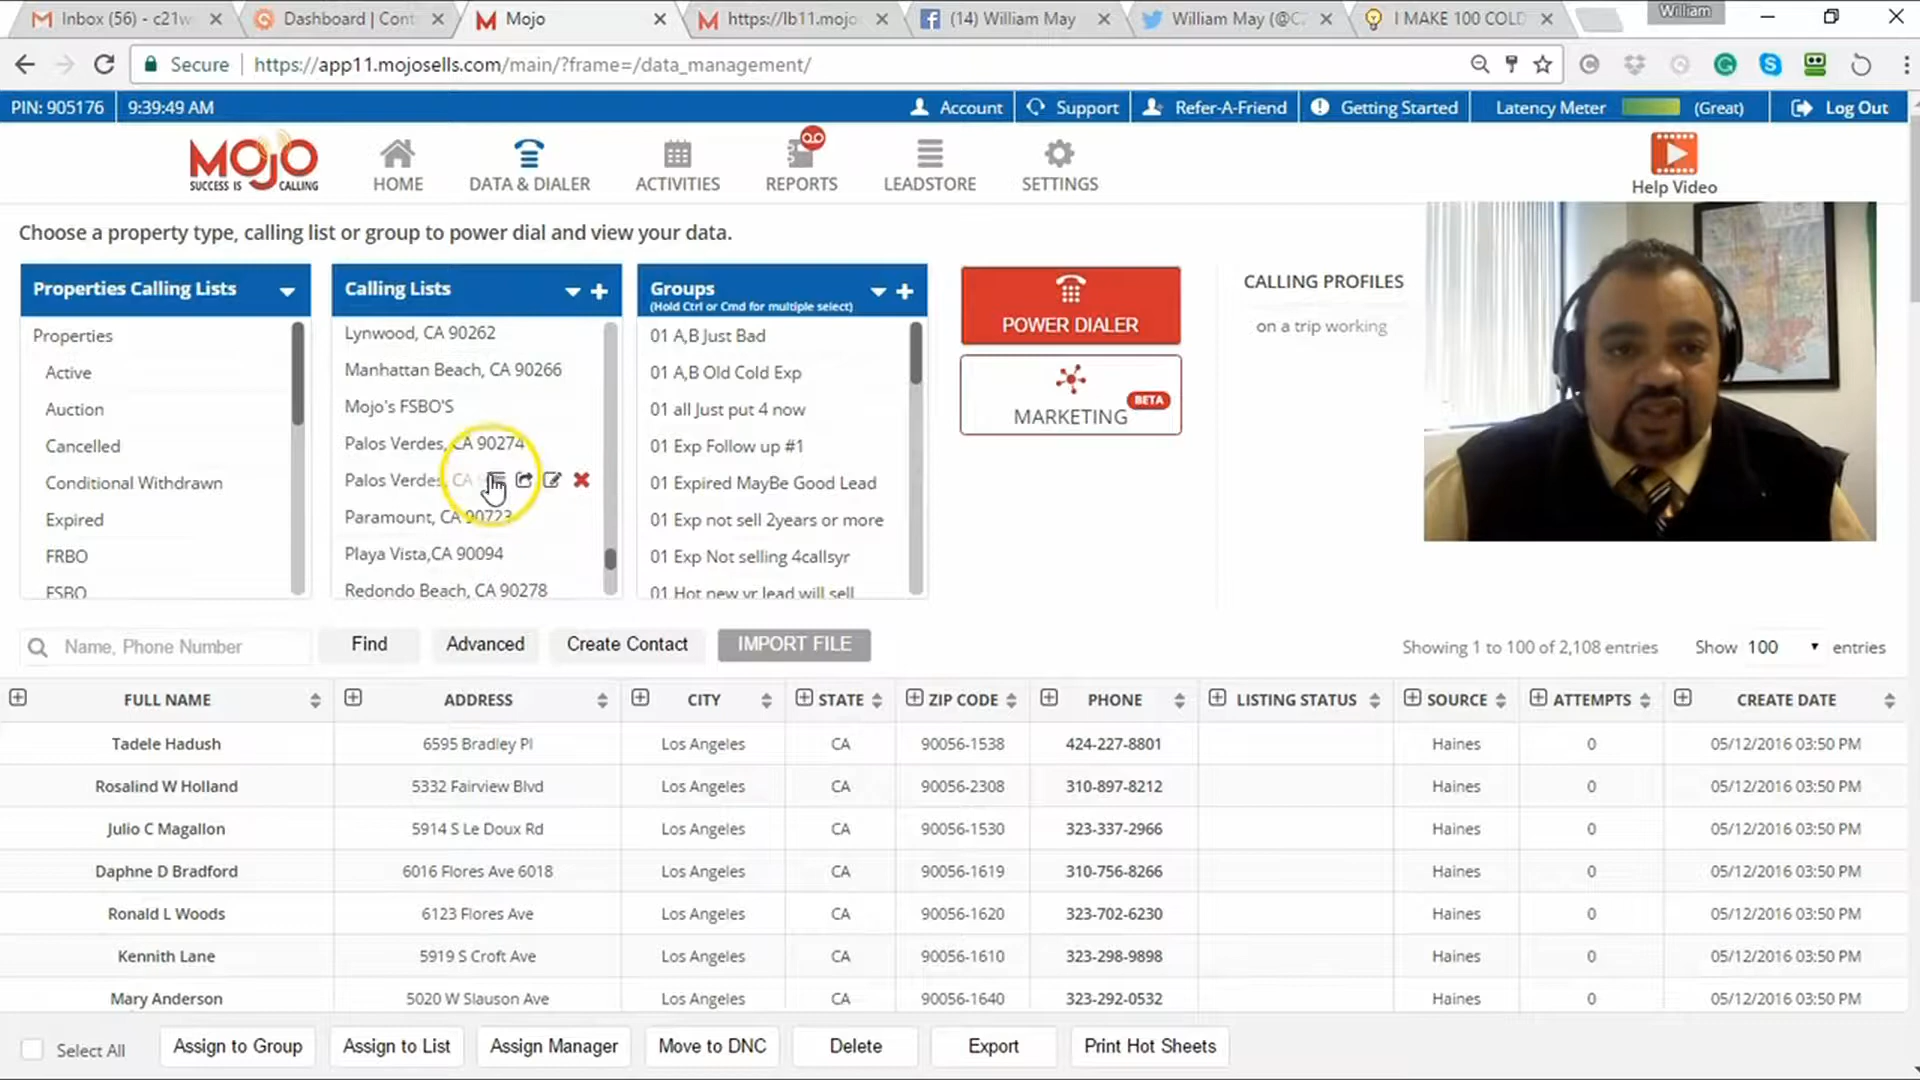 Inbox (56) - c21w
Dashboard | Cont
Mojo
https://lb11.mojo
(14) William May
William May (@C
I MAKE 100 COLD
William
Secure
https://app11.mojosells.com/main/?frame=/data_management/
PIN: 905176
9:39:49 AM
Account
Support
Refer-A-Friend
Getting Started
Latency Meter
(Great)
Log Out
MOJO
SUCCESS IS CALLING
HOME
DATA & DIALER
ACTIVITIES
REPORTS
LEADSTORE
SETTINGS
Help Video
Choose a property type, calling list or group to power dial and view your data.
Properties Calling Lists
Properties
Active
Auction
Cancelled
Conditional Withdrawn
Expired
FRBO
FSBO
Calling Lists
Lynwood, CA 90262
Manhattan Beach, CA 90266
Mojo's FSBO'S
Palos Verdes, CA 90274
Palos Verdes, CA
Paramount, CA 90723
Playa Vista,CA 90094
Redondo Beach, CA 90278
Groups
(Hold Ctrl or Cmd for multiple select)
01 A,B Just Bad
01 A,B Old Cold Exp
01 all Just put 4 now
01 Exp Follow up #1
01 Expired MayBe Good Lead
01 Exp not sell 2years or more
01 Exp Not selling 4callsyr
01 Hot new yr lead will sell
POWER DIALER
MARKETING
BETA
CALLING PROFILES
on a trip working
Name, Phone Number
Find
Advanced
Create Contact
IMPORT FILE
Showing 1 to 100 of 2,108 entries
Show 100 entries
FULL NAME ADDRESS CITY STATE ZIP CODE PHONE LISTING STATUS SOURCE ATTEMPTS CREATE DATE
Tadele Hadush 6595 Bradley Pl Los Angeles CA 90056-1538 424-227-8801 Haines 0 05/12/2016 03:50 PM
Rosalind W Holland 5332 Fairview Blvd Los Angeles CA 90056-2308 310-897-8212 Haines 0 05/12/2016 03:50 PM
Julio C Magallon 5914 S Le Doux Rd Los Angeles CA 90056-1530 323-337-2966 Haines 0 05/12/2016 03:50 PM
Daphne D Bradford 6016 Flores Ave 6018 Los Angeles CA 90056-1619 310-756-8266 Haines 0 05/12/2016 03:50 PM
Ronald L Woods 6123 Flores Ave Los Angeles CA 90056-1620 323-702-6230 Haines 0 05/12/2016 03:50 PM
Kennith Lane 5919 S Croft Ave Los Angeles CA 90056-1610 323-298-9898 Haines 0 05/12/2016 03:50 PM
Mary Anderson 5020 W Slauson Ave Los Angeles CA 90056-1640 323-292-0532 Haines 0 05/12/2016 03:50 PM
Select All
Assign to Group
Assign to List
Assign Manager
Move to DNC
Delete
Export
Print Hot Sheets